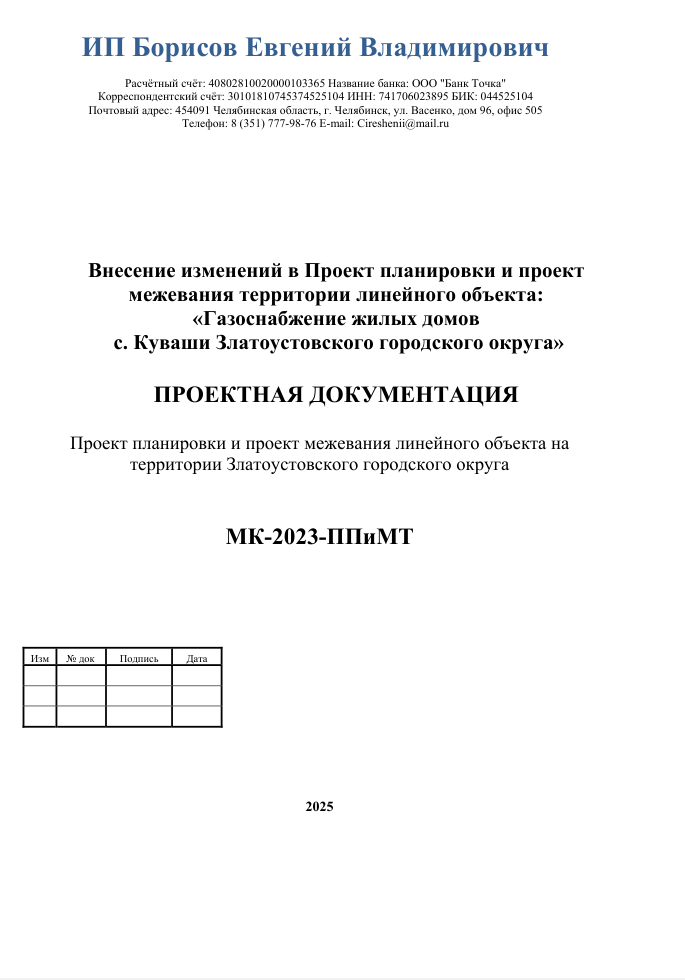 ИП Борисов Евгений Владимирович
Расчётный счёт: 40802810020000103365 Название банка: ООО "Банк Точка"
Корреспондентский счёт: 30101810745374525104 ИНН: 741706023895 БИК: 044525104
Почтовый адрес: 454091 Челябинская область, г. Челябинск, ул. Васенко, дом 96, офис 505
Телефон: 8 (351) 777-98-76 E-mail: Cireshenii@mail.ru
Внесение изменений в Проект планировки и проект
межевания территории линейного объекта:
«Газоснабжение жилых домов
с. Куваши Златоустовского городского округа»
ПРОЕКТНАЯ ДОКУМЕНТАЦИЯ
Проект планировки и проект межевания линейного объекта на
территории Златоустовского городского округа
МК-2023-ППиМТ
Изм № док Подпись Дата
2025